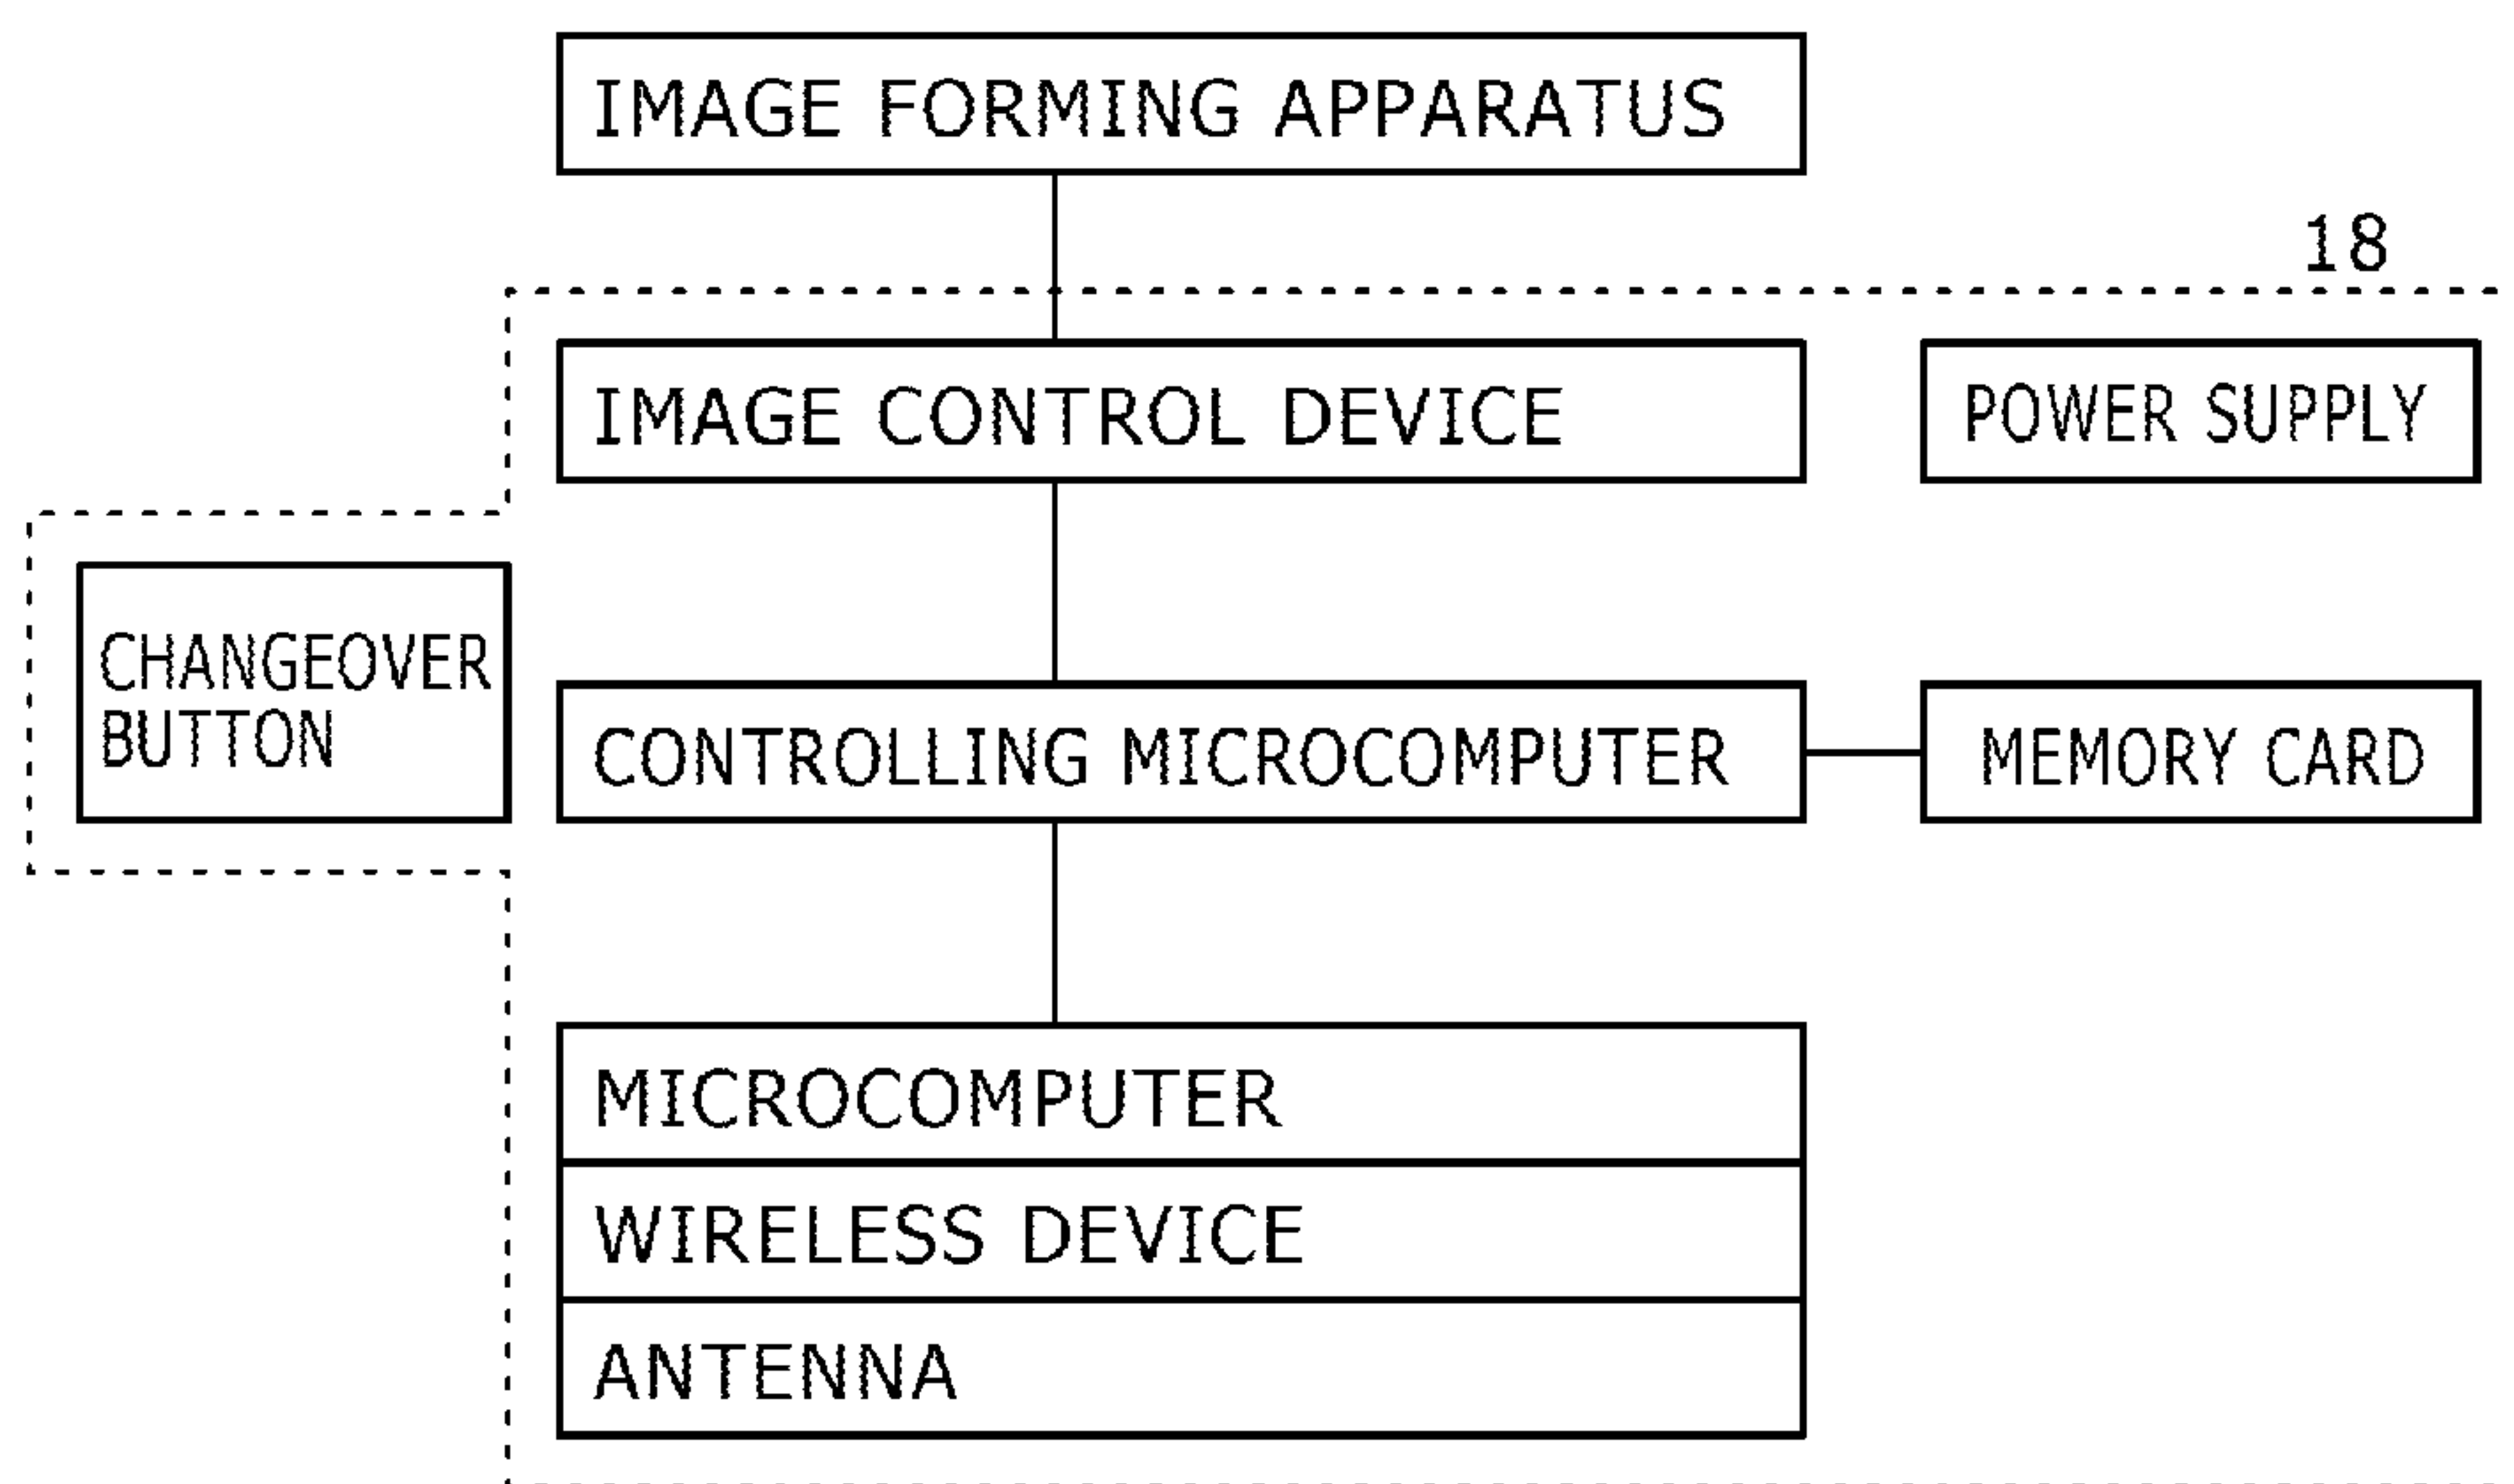 IMAGE FORMING APPARATUS
18
IMAGE CONTROL DEVICE
POWER SUPPLY
CHANGEOVER
BUTTON
CONTROLLING MICROCOMPUTER
MEMORY CARD
MICROCOMPUTER
WIRELESS DEVICE
ANTENNA